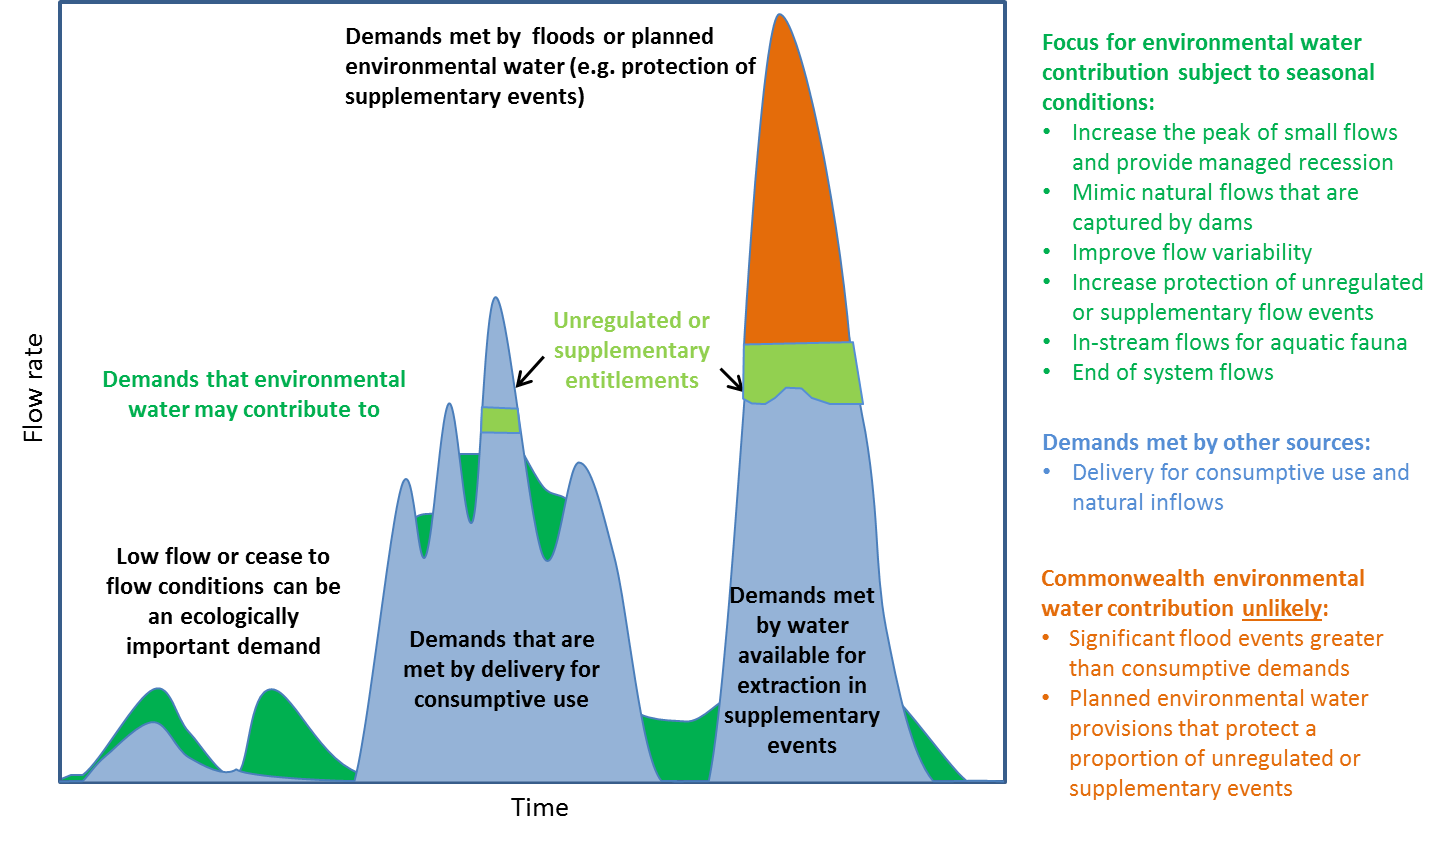 Demands met by floods or planned
environmental water (e.g. protection of
supplementary events)
Unregulated or
supplementary
entitlements
Demands that environmental
water may contribute to
Low flow or cease to
flow conditions can be
an ecologically
important demand
Demands that are
met by delivery for
consumptive use
Demands met
by water
available for
extraction in
supplementary
events
Flow rate
Time
Focus for environmental water
contribution subject to seasonal
conditions:
• Increase the peak of small flows
and provide managed recession
• Mimic natural flows that are
captured by dams
• Improve flow variability
• Increase protection of unregulated
or supplementary flow events
• In-stream flows for aquatic fauna
• End of system flows
Demands met by other sources:
• Delivery for consumptive use and
natural inflows
Commonwealth environmental
water contribution unlikely:
• Significant flood events greater
than consumptive demands
• Planned environmental water
provisions that protect a
proportion of unregulated or
supplementary events